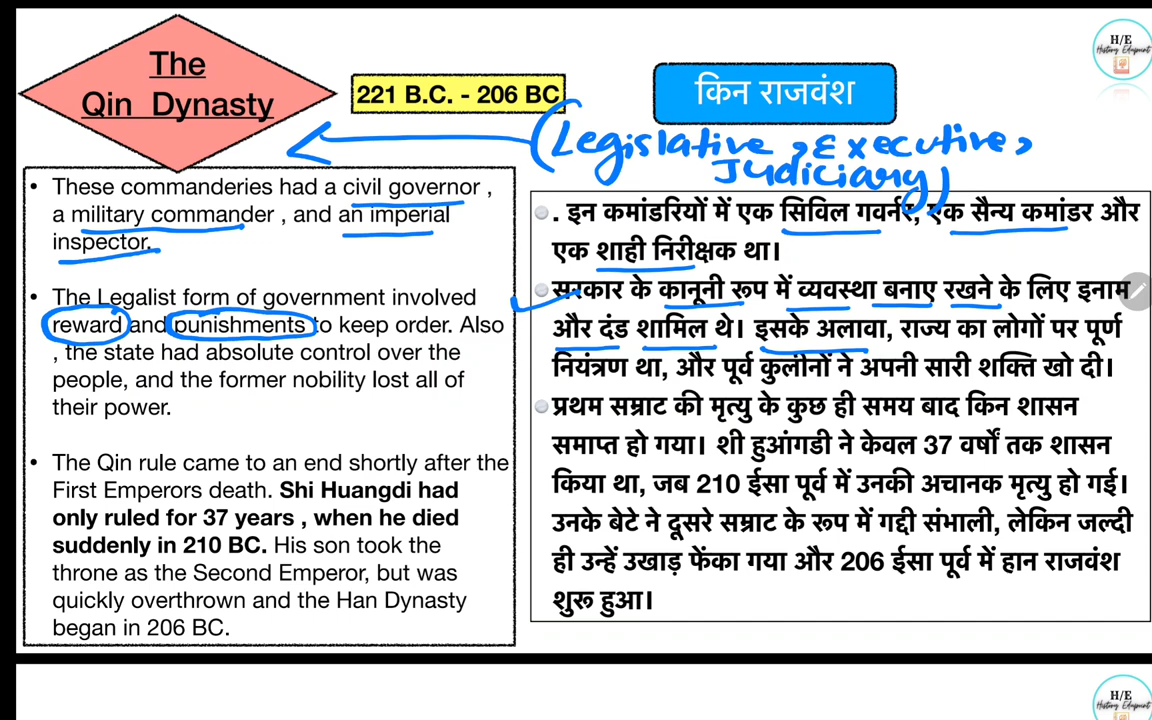 The
Qin Dynasty
221 B.C. - 206 BC
किन राजवंश
H/E
History Edupoint
(Legislative, Executive,
Judiciary)
• These commanderies had a civil governor ,
a military commander , and an imperial
inspector.
• The Legalist form of government involved
reward and punishments to keep order. Also
, the state had absolute control over the
people, and the former nobility lost all of
their power.
• The Qin rule came to an end shortly after the
First Emperors death. Shi Huangdi had
only ruled for 37 years , when he died
suddenly in 210 BC. His son took the
throne as the Second Emperor, but was
quickly overthrown and the Han Dynasty
began in 206 BC.
. इन कमांडरियों में एक सिविल गवर्नर, एक सैन्य कमांडर और
एक शाही निरीक्षक था।
सरकार के कानूनी रूप में व्यवस्था बनाए रखने के लिए इनाम
और दंड शामिल थे। इसके अलावा, राज्य का लोगों पर पूर्ण
नियंत्रण था, और पूर्व कुलीनों ने अपनी सारी शक्ति खो दी।
प्रथम सम्राट की मृत्यु के कुछ ही समय बाद किन शासन
समाप्त हो गया। शी हुआंगडी ने केवल 37 वर्षों तक शासन
किया था, जब 210 ईसा पूर्व में उनकी अचानक मृत्यु हो गई।
उनके बेटे ने दूसरे सम्राट के रूप में गद्दी संभाली, लेकिन जल्दी
ही उन्हें उखाड़ फेंका गया और 206 ईसा पूर्व में हान राजवंश
शुरू हुआ।
H/E
History Edupoint